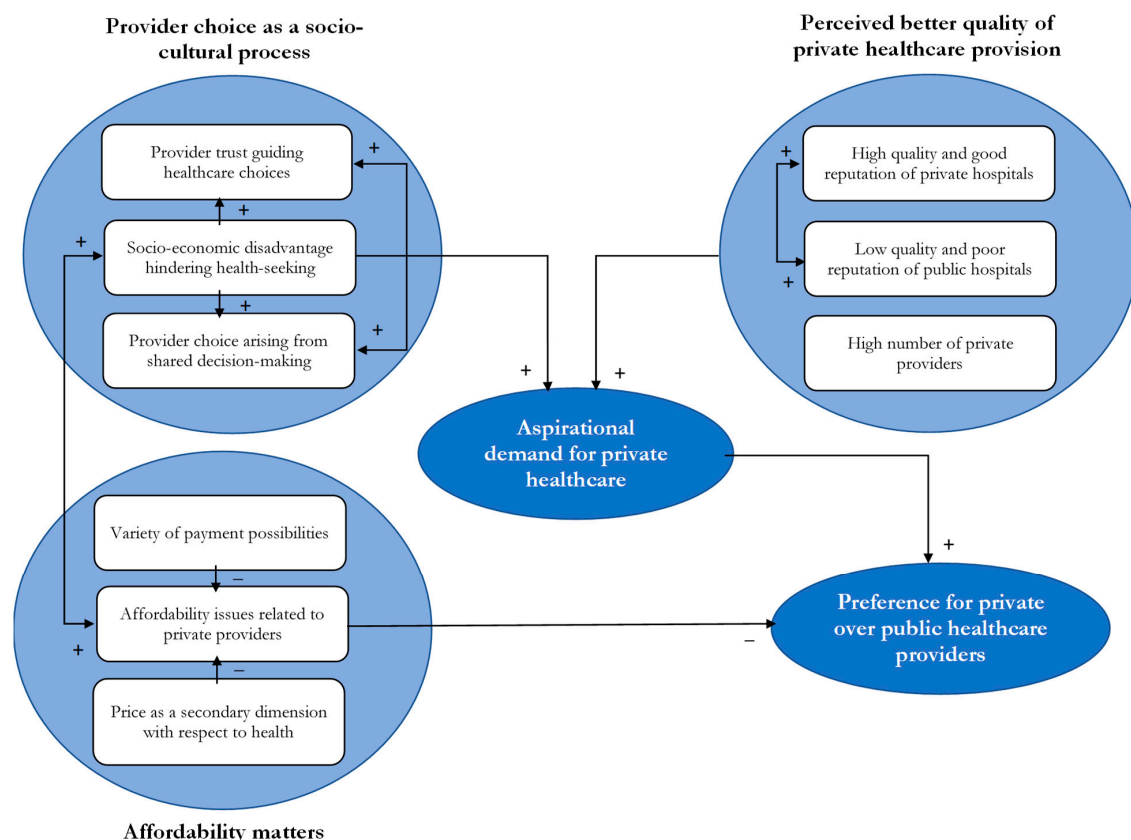 Provider choice as a socio-
cultural process
Perceived better quality of
private healthcare provision
Provider trust guiding
healthcare choices
+
+
+
Socio-economic disadvantage
hindering health-seeking
+
+
Provider choice arising from
shared decision-making
+
High quality and good
reputation of private hospitals
+
Low quality and poor
reputation of public hospitals
High number of private
providers
+
+
Aspirational
demand for private
healthcare
Variety of payment possibilities
–
Affordability issues related to
private providers
+
–
Price as a secondary dimension
with respect to health
+
Preference for private
over public healthcare
providers
–
Affordability matters